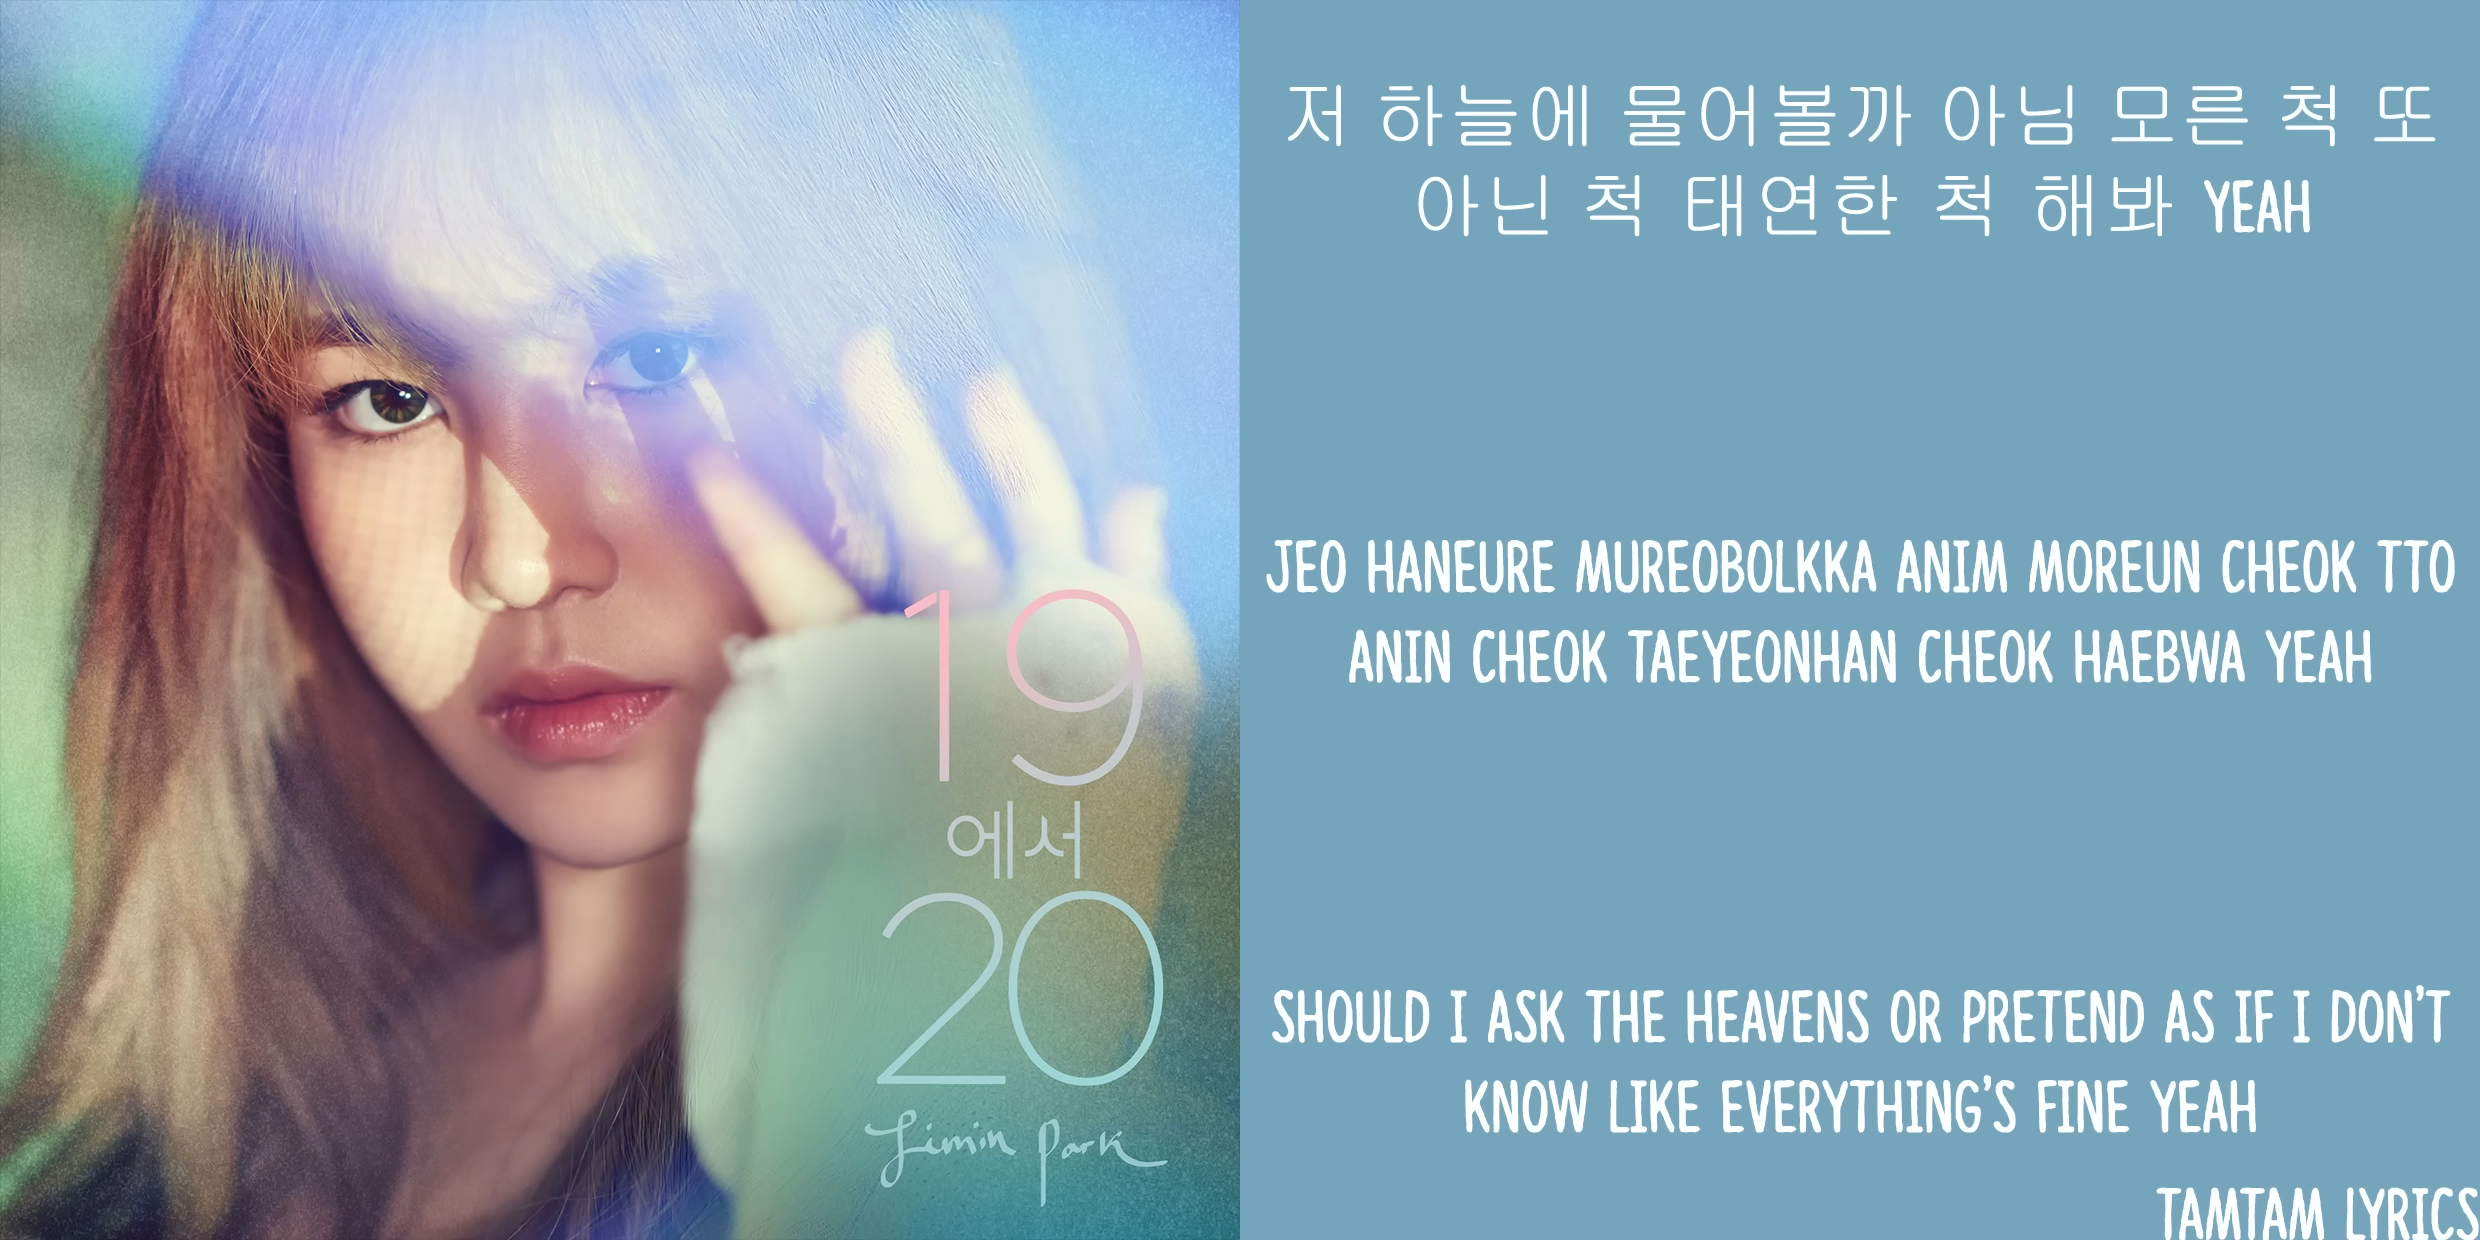 19
에서
20
Jimin Park
저 하늘에 물어볼까 아님 모른 척 또
아닌 척 태연한 척 해봐 YEAH
JEO HANEURE MUREOBOLKKA ANIM MOREUN CHEOK TTO
ANIN CHEOK TAEYEONHAN CHEOK HAEBWA YEAH
SHOULD I ASK THE HEAVENS OR PRETEND AS IF I DON'T
KNOW LIKE EVERYTHING'S FINE YEAH
TAMTAM LYRICS